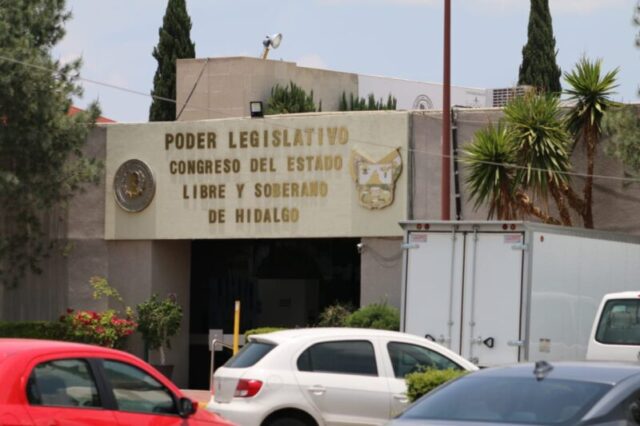 PODER LEGISLATIVO
CONGRESO DEL ESTADO
LIBRE Y SOBERANO
DE HIDALGO